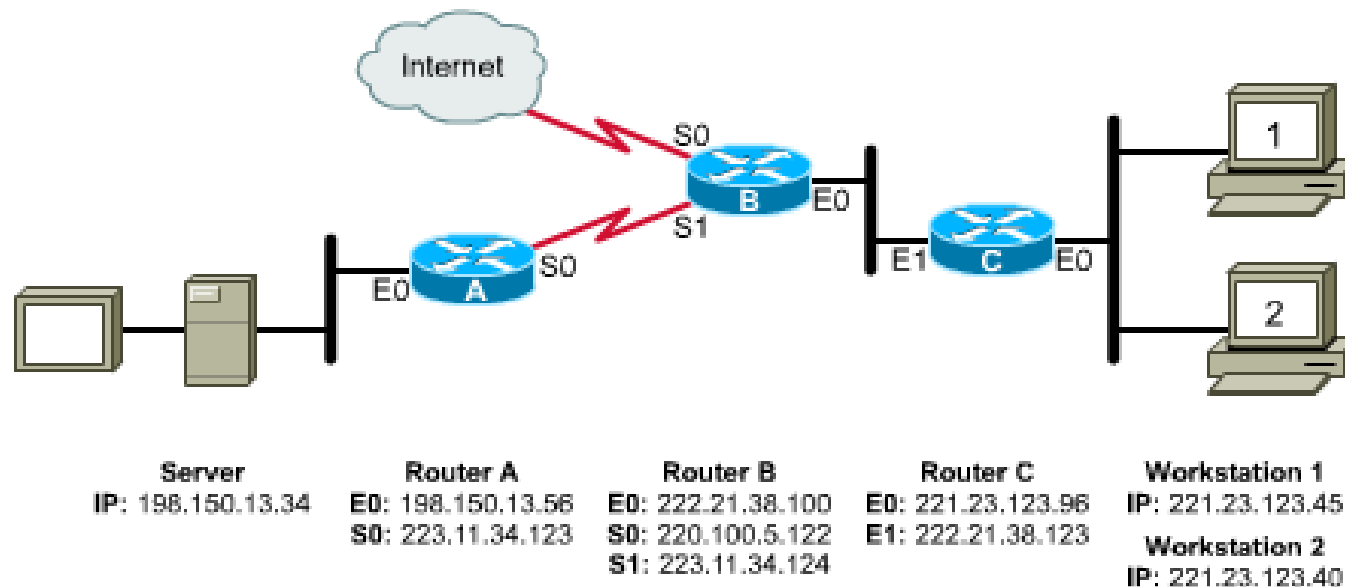 Internet
S0
B
E0
S1
S0
E0
A
E1
C
E0
1
2
Server
IP: 198.150.13.34
Router A
E0: 198.150.13.56
S0: 223.11.34.123
Router B
E0: 222.21.38.100
S0: 220.100.5.122
S1: 223.11.34.124
Router C
E0: 221.23.123.96
E1: 222.21.38.123
Workstation 1
IP: 221.23.123.45
Workstation 2
IP: 221.23.123.40